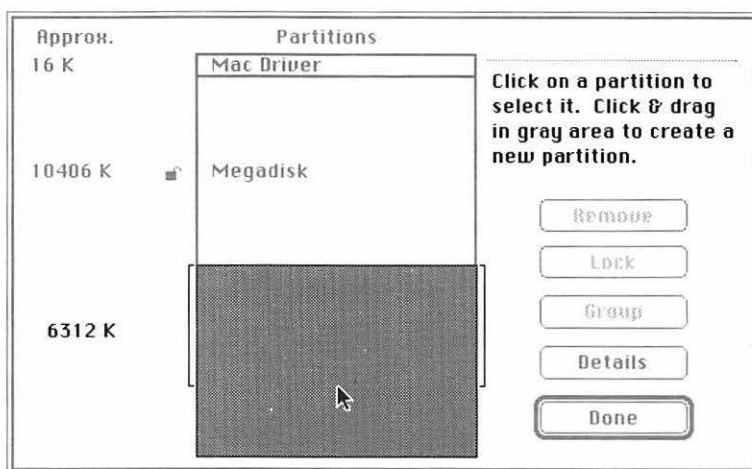 Approx. Partitions
16 K Mac Driver
Click on a partition to
select it. Click & drag
in gray area to create a
new partition.
10406 K Megadisk
Remove
Lock
Group
6312 K
Details
Done